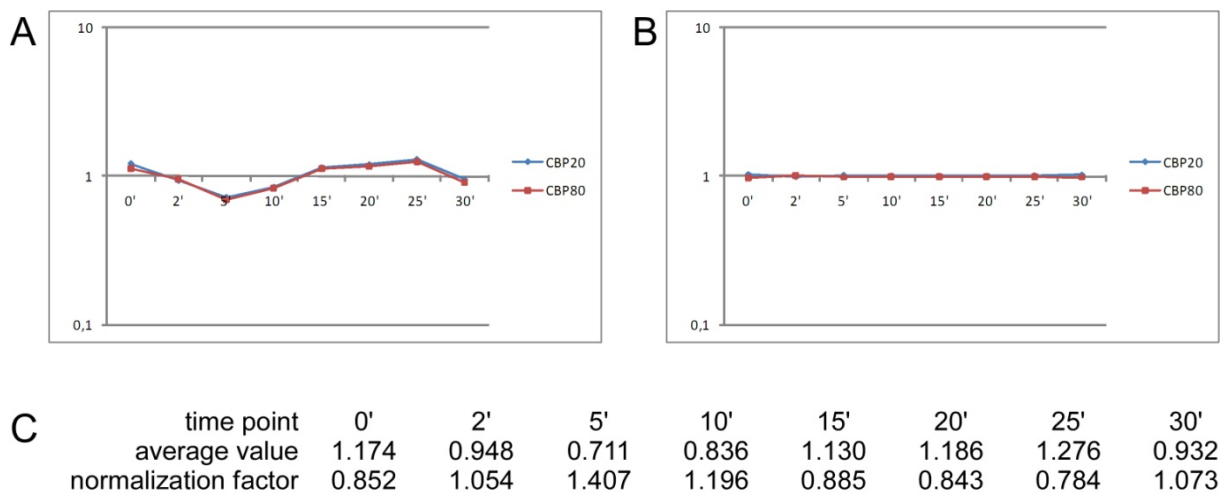 A
10
1
0,1
0' 2' 5' 10' 15' 20' 25' 30'
CBP20
CBP80
B
10
1
0,1
0' 2' 5' 10' 15' 20' 25' 30'
CBP20
CBP80
C
time point 0' 2' 5' 10' 15' 20' 25' 30'
average value 1.174 0.948 0.711 0.836 1.130 1.186 1.276 0.932
normalization factor 0.852 1.054 1.407 1.196 0.885 0.843 0.784 1.073